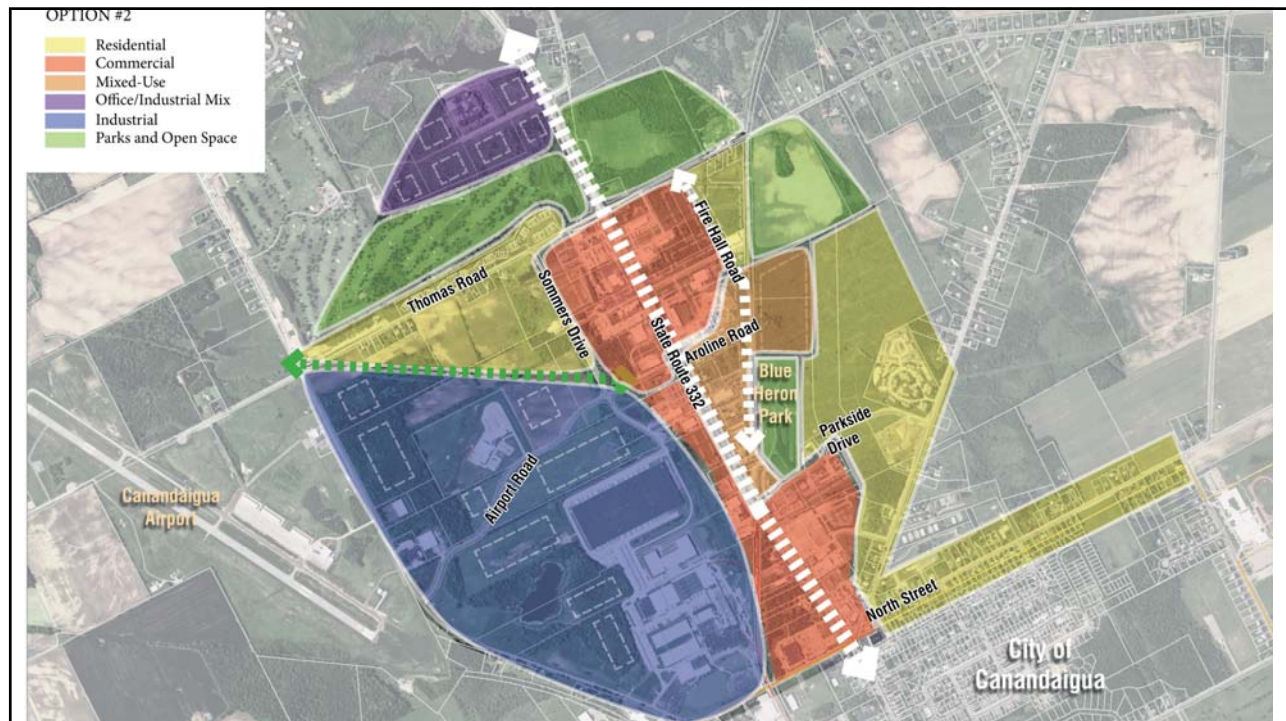 OPTION #2
Residential
Commercial
Mixed-Use
Office/Industrial Mix
Industrial
Parks and Open Space
Fire Hall Road
Thomas Road
Sommers Drive
State Route 332
Aroline Road
Blue
Heron
Park
Parkside
Drive
Airport Road
Canandaigua
Airport
North Street
City of
Canandaigua